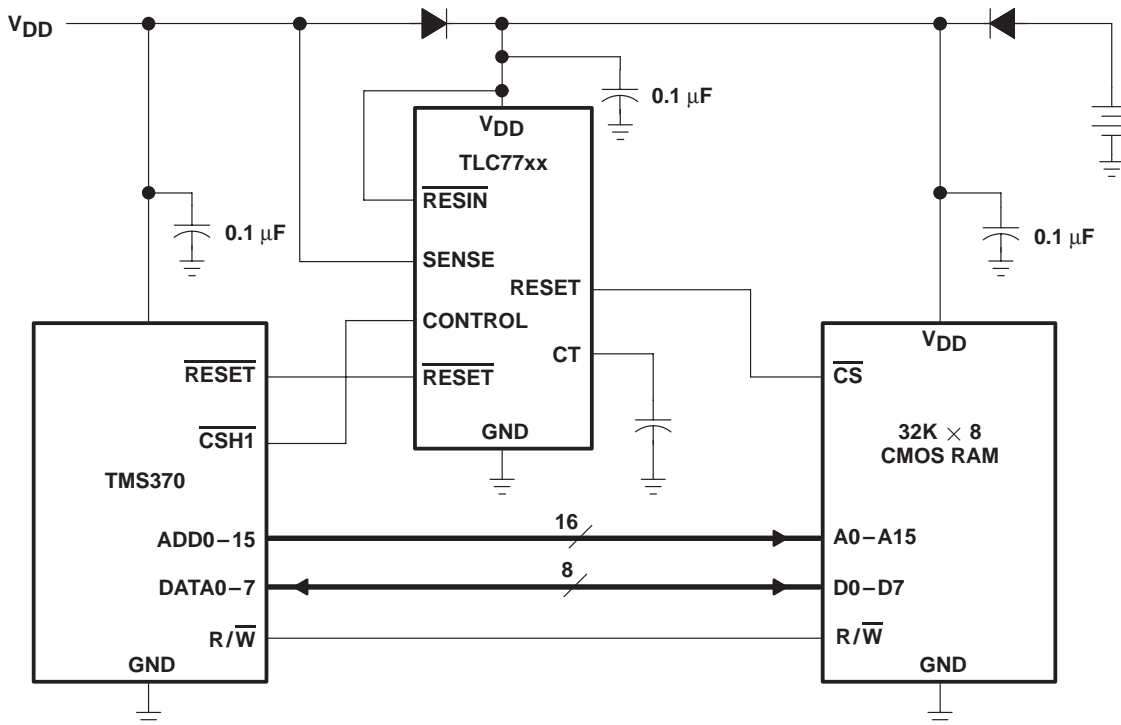 VDD
0.1 μF
VDD
TLC77xx
RESIN
0.1 μF
0.1 μF
SENSE
RESET
CONTROL
VDD
CT
RESET
RESET
CS
CSH1
GND
32K × 8
CMOS RAM
TMS370
16
ADD0–15
A0–A15
8
DATA0–7
D0–D7
R/W
R/W
GND
GND